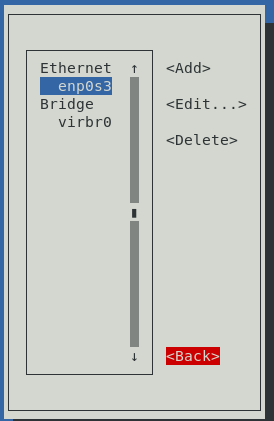 Ethernet ↑ <Add>
enp0s3
Bridge <Edit...>
virbr0
<Delete>
↓ <Back>